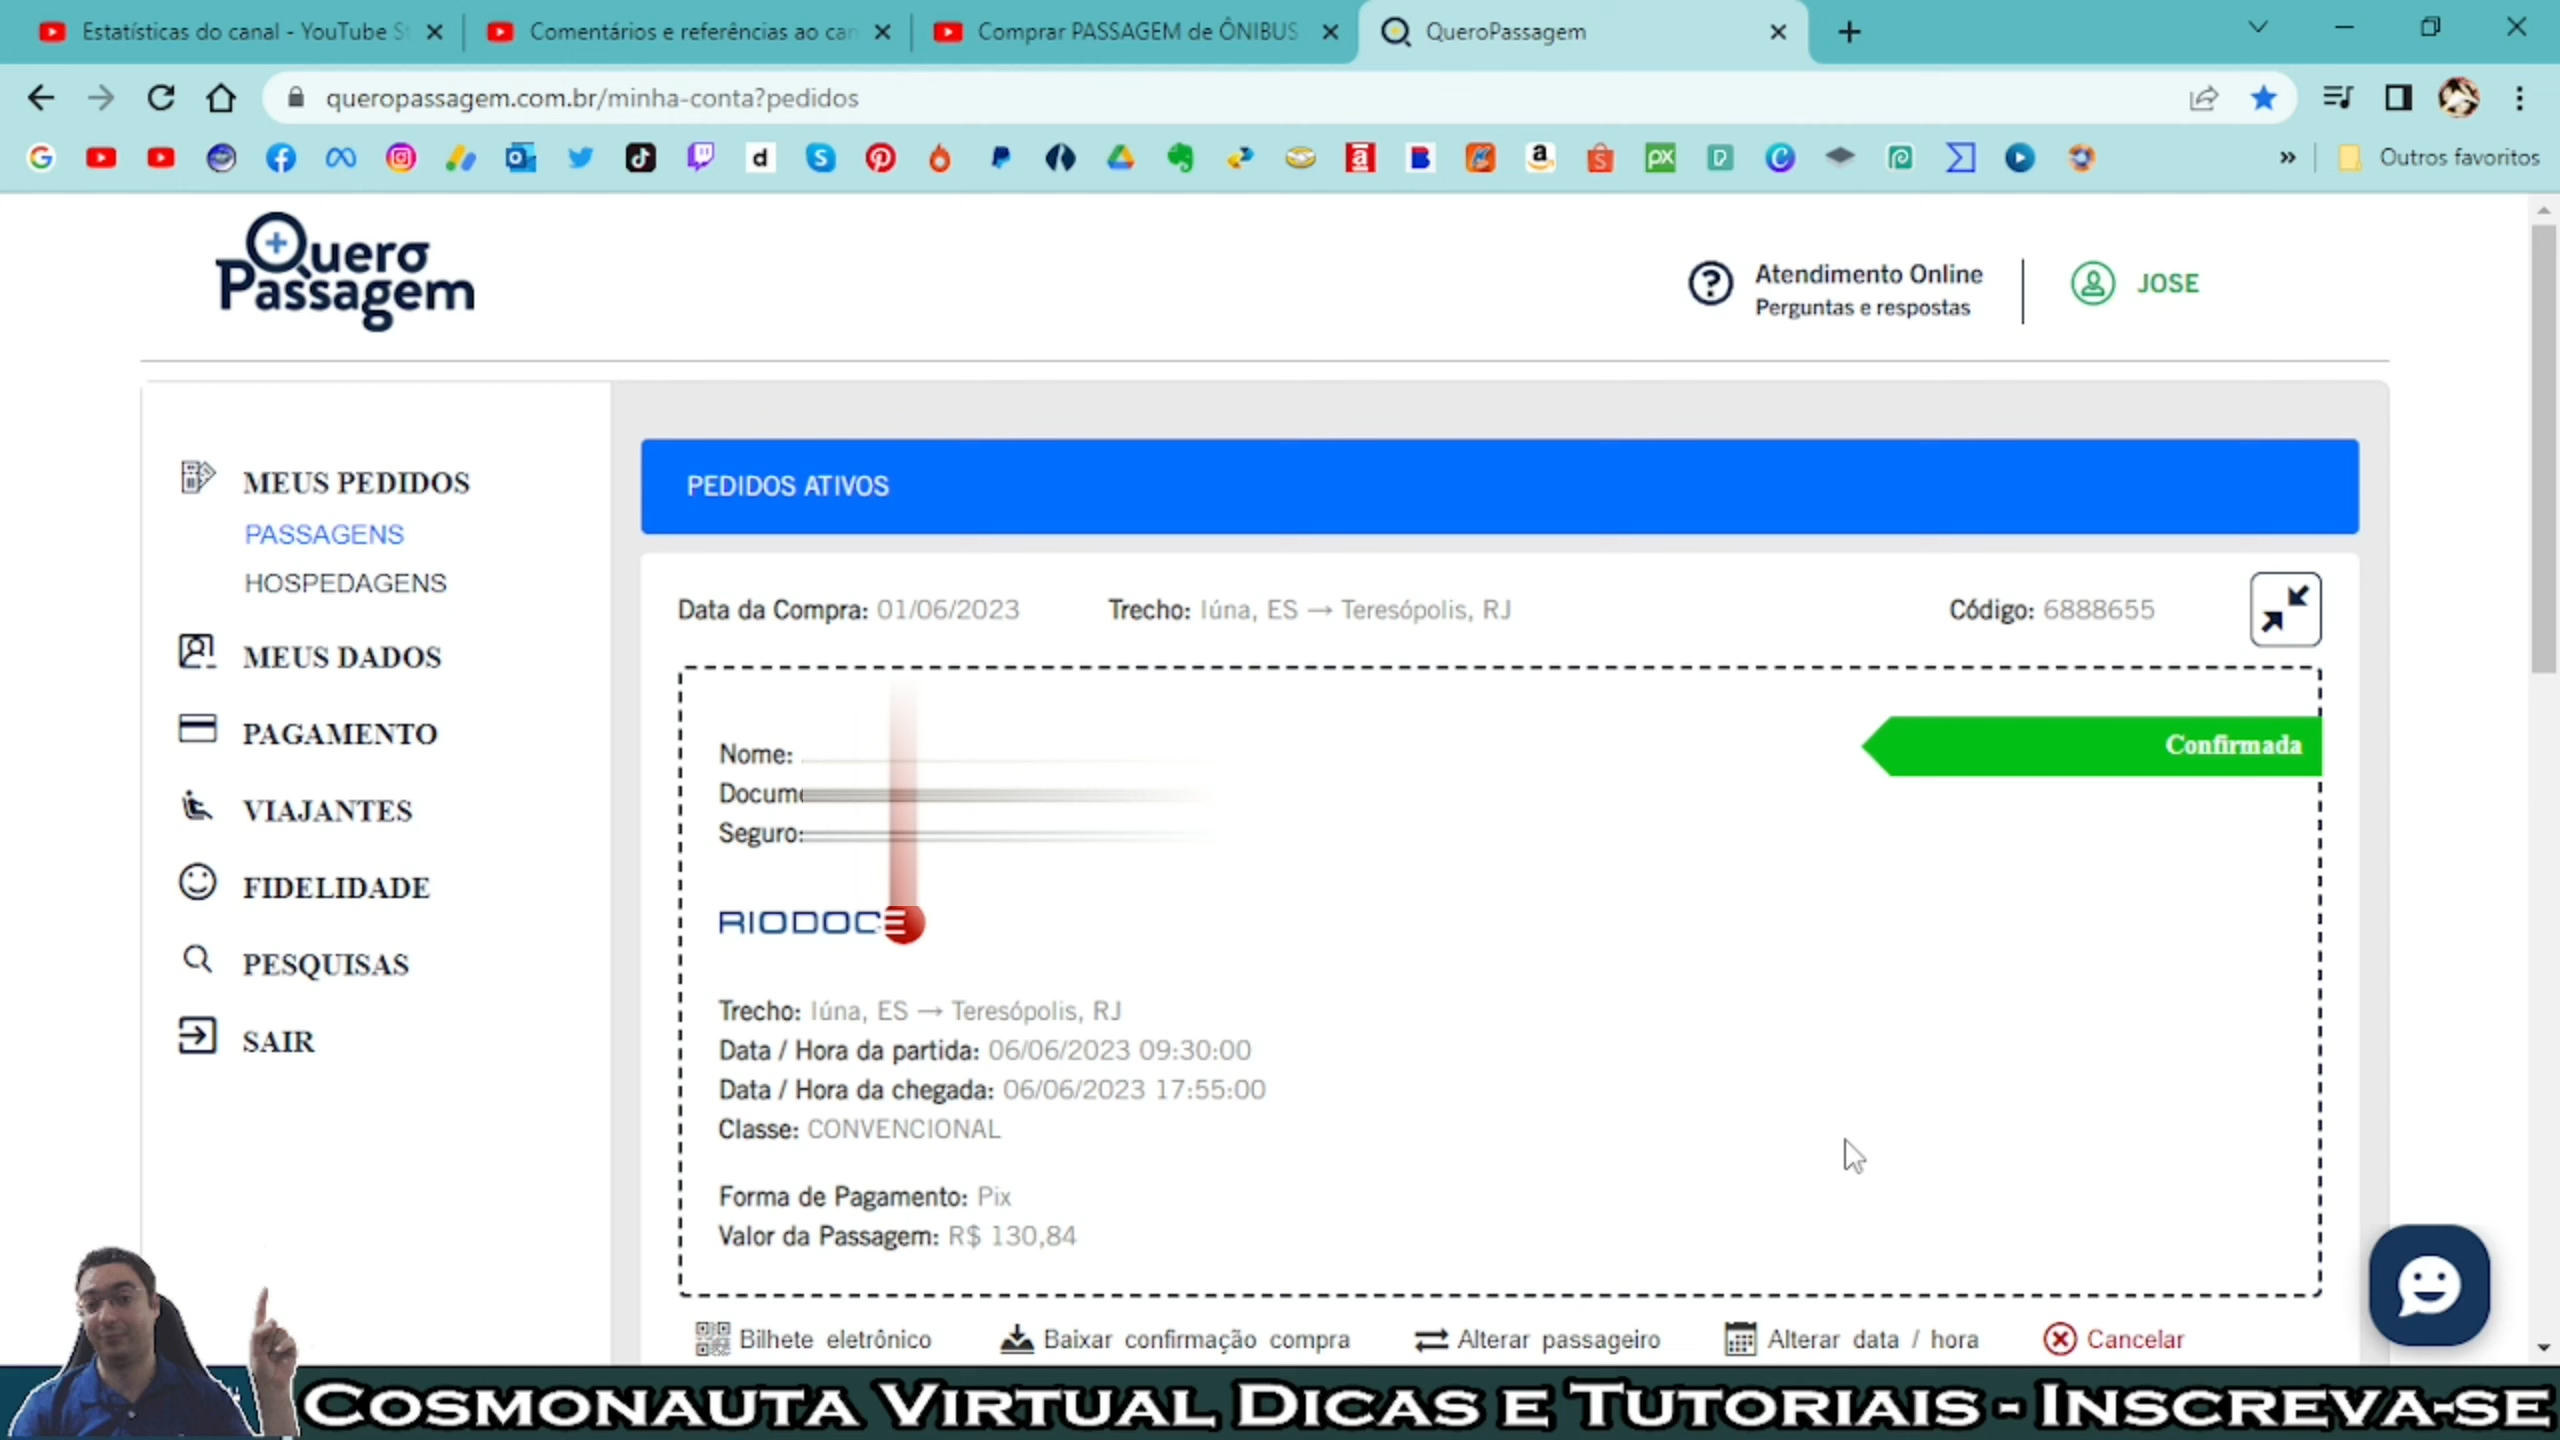 Estatísticas do canal - YouTube St
Comentários e referências ao can
Comprar PASSAGEM de ÔNIBUS
QueroPassagem
queropassagem.com.br/minha-conta?pedidos
Outros favoritos
Quero
Passagem
Atendimento Online
Perguntas e respostas
JOSE
MEUS PEDIDOS
PASSAGENS
HOSPEDAGENS
MEUS DADOS
PAGAMENTO
VIAJANTES
FIDELIDADE
PESQUISAS
SAIR
PEDIDOS ATIVOS
Data da Compra: 01/06/2023 Trecho: Iúna, ES → Teresópolis, RJ Código: 6888655
Confirmada
Nome:
Docum
Seguro:
RIODOCE
Trecho: Iúna, ES → Teresópolis, RJ
Data / Hora da partida: 06/06/2023 09:30:00
Data / Hora da chegada: 06/06/2023 17:55:00
Classe: CONVENCIONAL
Forma de Pagamento: Pix
Valor da Passagem: R$ 130,84
Bilhete eletrônico Baixar confirmação compra Alterar passageiro Alterar data / hora Cancelar
Cosmonauta Virtual Dicas e Tutoriais - Inscreva-se